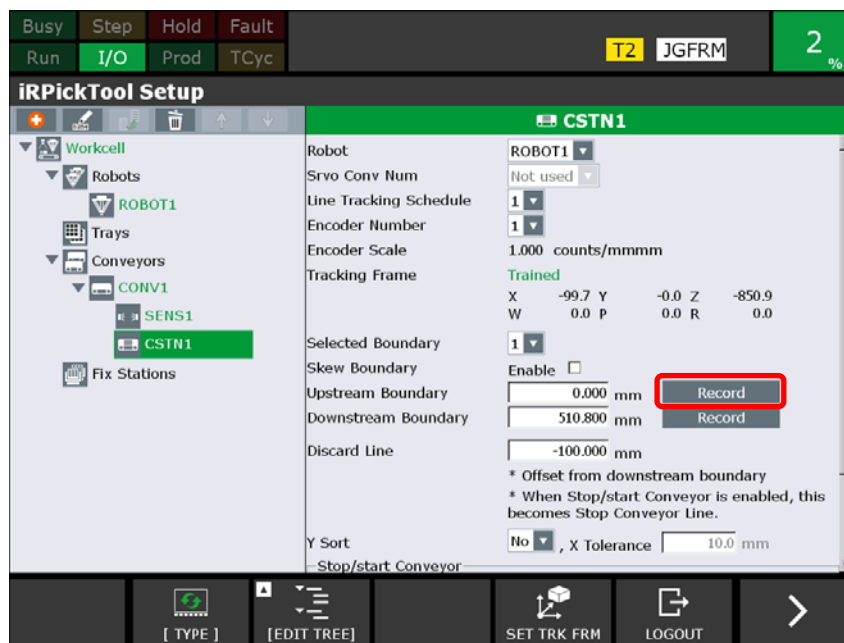 Busy Step Hold Fault
Run I/O Prod TCyc
T2 JGFRM
2 %
iRPickTool Setup
CSTN1
Workcell
Robots
ROBOT1
Trays
Conveyors
CONV1
SENS1
CSTN1
Fix Stations
Robot ROBOT1
Srvo Conv Num Not used
Line Tracking Schedule 1
Encoder Number 1
Encoder Scale 1.000 counts/mmmm
Tracking Frame Trained
X -99.7 Y -0.0 Z -850.9
W 0.0 P 0.0 R 0.0
Selected Boundary 1
Skew Boundary Enable
Upstream Boundary 0.000 mm Record
Downstream Boundary 510.800 mm Record
Discard Line -100.000 mm
* Offset from downstream boundary
* When Stop/start Conveyor is enabled, this
becomes Stop Conveyor Line.
Y Sort No , X Tolerance 10.0 mm
Stop/start Conveyor
[ TYPE ] [EDIT TREE] SET TRK FRM LOGOUT